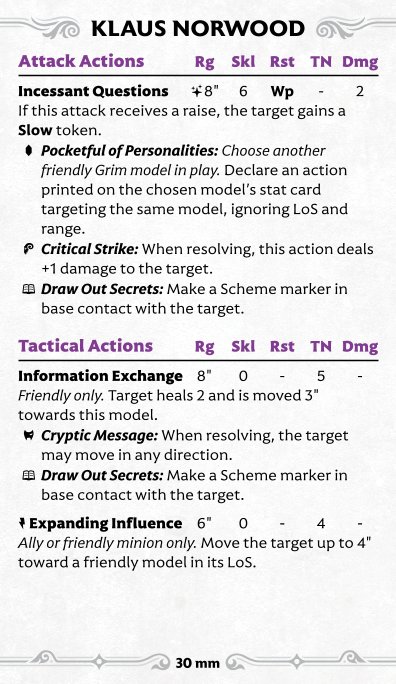 KLAUS NORWOOD
Attack Actions Rg Skl Rst TN Dmg
Incessant Questions 8" 6 Wp - 2
If this attack receives a raise, the target gains a
Slow token.
Pocketful of Personalities: Choose another
friendly Grim model in play. Declare an action
printed on the chosen model’s stat card
targeting the same model, ignoring LoS and
range.
Critical Strike: When resolving, this action deals
+1 damage to the target.
Draw Out Secrets: Make a Scheme marker in
base contact with the target.
Tactical Actions Rg Skl Rst TN Dmg
Information Exchange 8" 0 - 5 -
Friendly only. Target heals 2 and is moved 3"
towards this model.
Cryptic Message: When resolving, the target
may move in any direction.
Draw Out Secrets: Make a Scheme marker in
base contact with the target.
Expanding Influence 6" 0 - 4 -
Ally or friendly minion only. Move the target up to 4"
toward a friendly model in its LoS.
30 mm